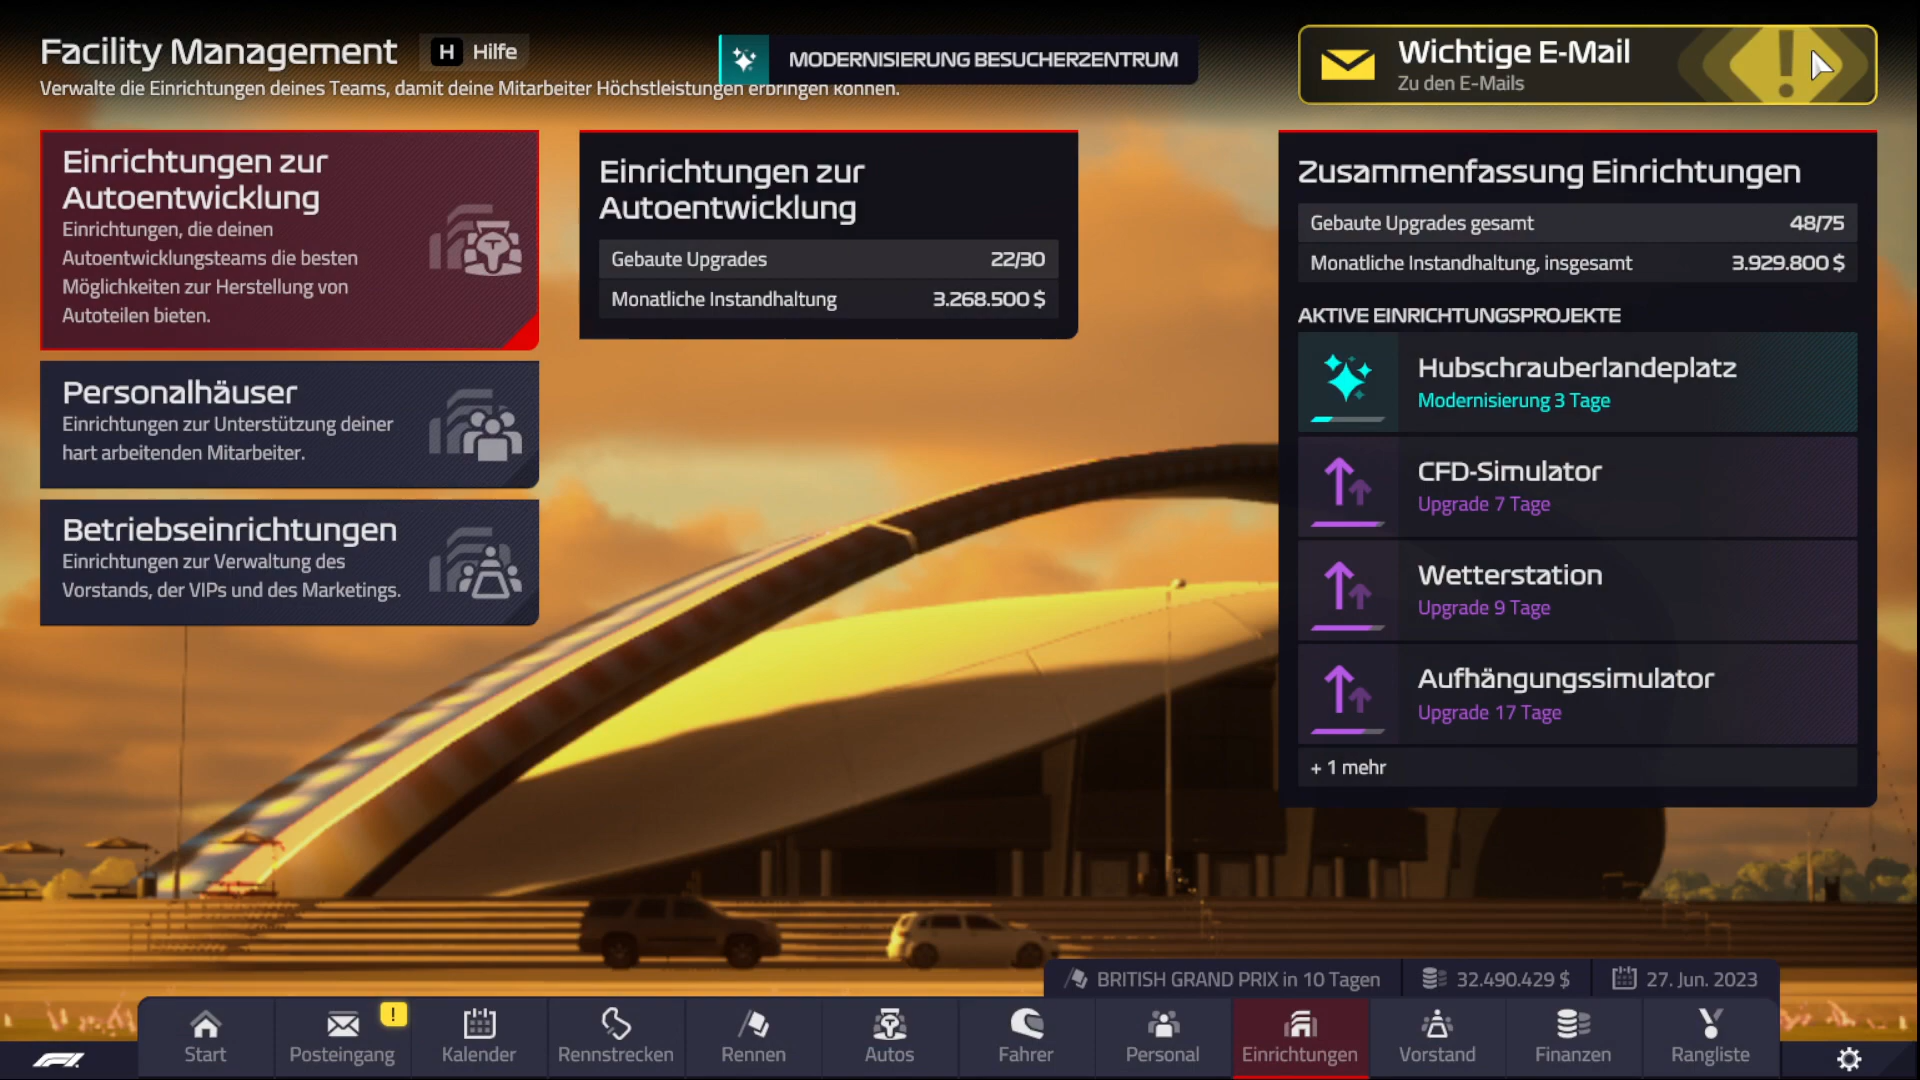 Facility Management
H Hilfe
Verwalte die Einrichtungen deines Teams, damit deine Mitarbeiter Höchstleistungen erbringen können.
MODERNISIERUNG BESUCHERZENTRUM
Wichtige E-Mail
Zu den E-Mails
Einrichtungen zur
Autoentwicklung
Einrichtungen, die deinen
Autoentwicklungsteams die besten
Möglichkeiten zur Herstellung von
Autoteilen bieten.
Personalhäuser
Einrichtungen zur Unterstützung deiner
hart arbeitenden Mitarbeiter.
Betriebseinrichtungen
Einrichtungen zur Verwaltung des
Vorstands, der VIPs und des Marketings.
Einrichtungen zur
Autoentwicklung
Gebaute Upgrades 22/30
Monatliche Instandhaltung 3.268.500 $
Zusammenfassung Einrichtungen
Gebaute Upgrades gesamt 48/75
Monatliche Instandhaltung, insgesamt 3.929.800 $
AKTIVE EINRICHTUNGSPROJEKTE
Hubschrauberlandeplatz
Modernisierung 3 Tage
CFD-Simulator
Upgrade 7 Tage
Wetterstation
Upgrade 9 Tage
Aufhängungssimulator
Upgrade 17 Tage
+ 1 mehr
BRITISH GRAND PRIX in 10 Tagen 32.490.429 $ 27. Jun. 2023
Start
Posteingang
!
Kalender
Rennstrecken
Rennen
Autos
Fahrer
Personal
Einrichtungen
Vorstand
Finanzen
Rangliste